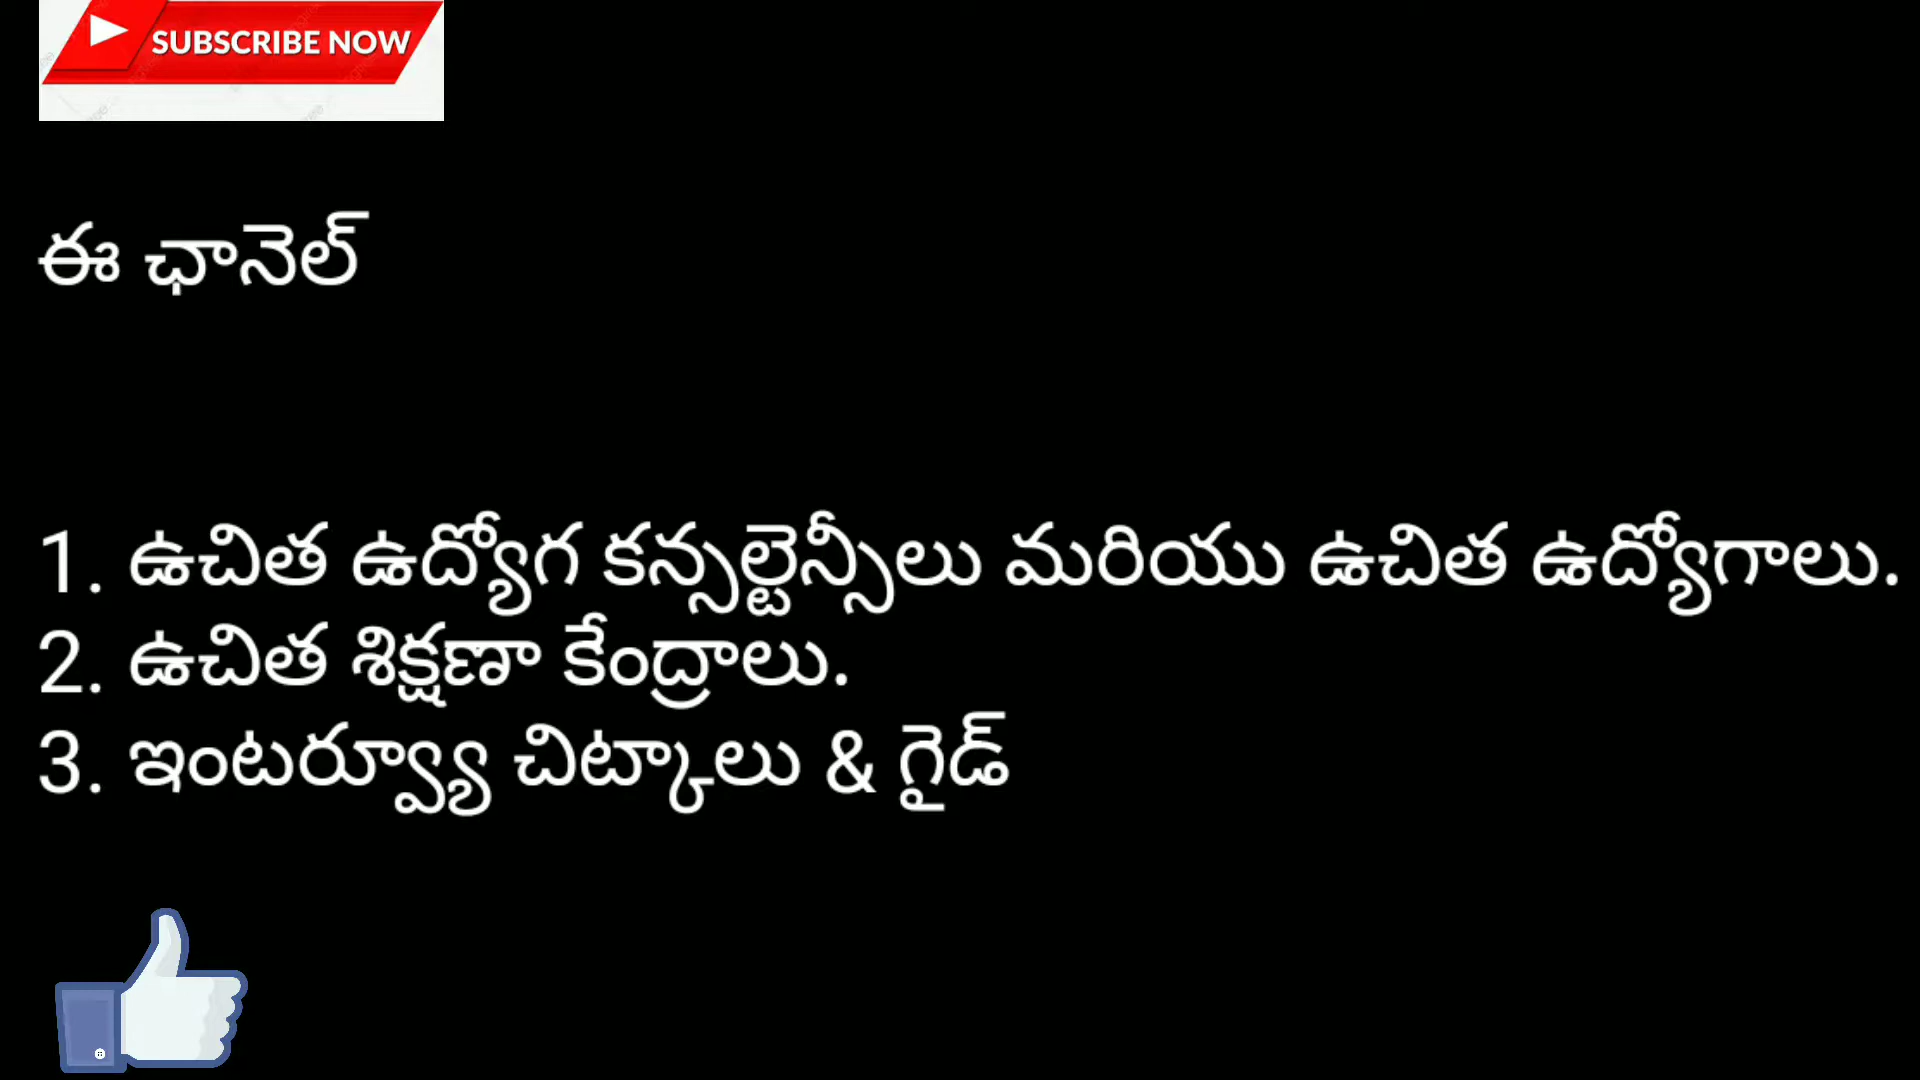 SUBSCRIBE NOW
ఈ ఛానెల్
1. ఉచిత ఉద్యోగ కన్సల్టెన్సీలు మరియు ఉచిత ఉద్యోగాలు.
2. ఉచిత శిక్షణా కేంద్రాలు.
3. ఇంటర్వ్యూ చిట్కాలు & గైడ్